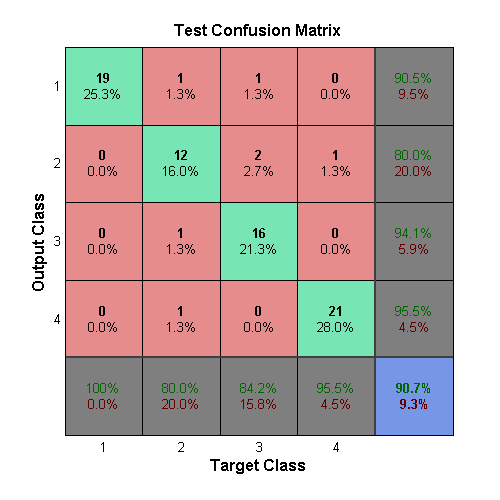 Test Confusion Matrix
1
19 1 1 0 90.5%
25.3% 1.3% 1.3% 0.0% 9.5%
2
0 12 2 1 80.0%
0.0% 16.0% 2.7% 1.3% 20.0%
3
0 1 16 0 94.1%
0.0% 1.3% 21.3% 0.0% 5.9%
4
0 1 0 21 95.5%
0.0% 1.3% 0.0% 28.0% 4.5%
100% 80.0% 84.2% 95.5% 90.7%
0.0% 20.0% 15.8% 4.5% 9.3%
1 2 3 4
Target Class
Output Class